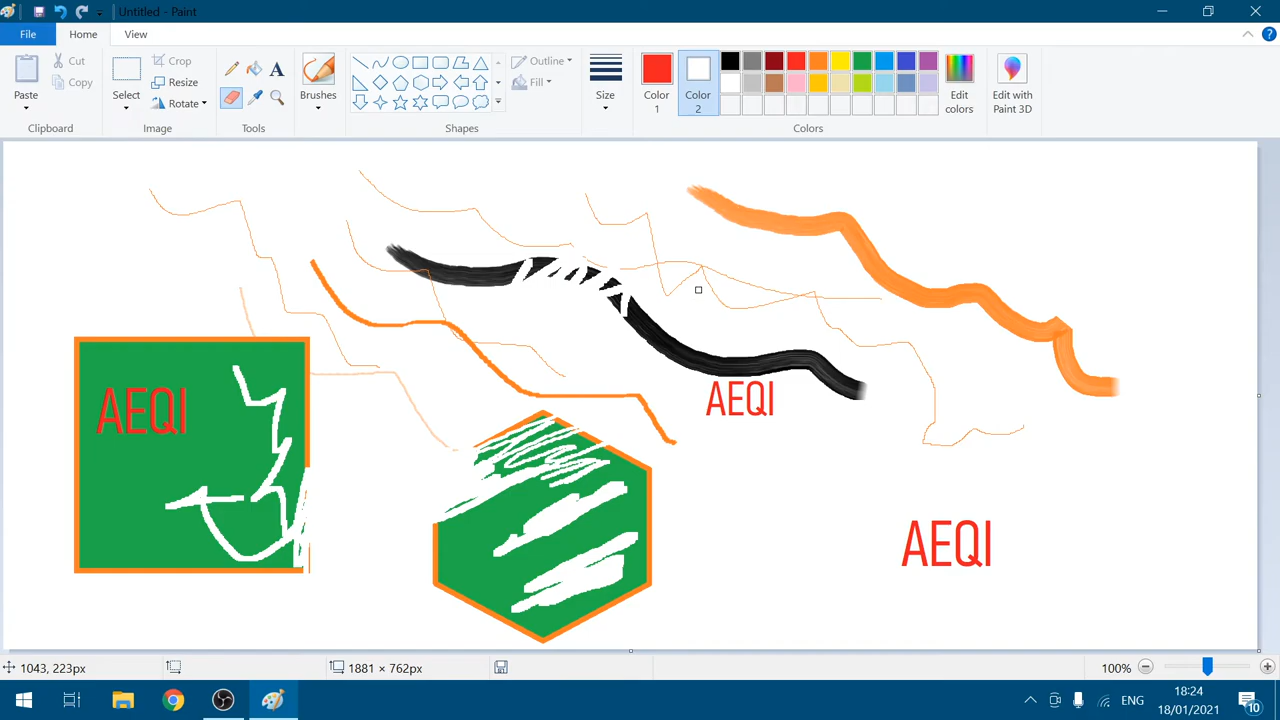 Untitled - Paint
File
Home
View
Paste
Cut
Copy
Clipboard
Select
Crop
Resize
Rotate
Image
Tools
Brushes
Outline
Fill
Shapes
Size
Color
1
Color
2
Edit
colors
Colors
Edit with
Paint 3D
AEQI
AEQI
AEQI
1043, 223px
1881 × 762px
100%
ENG
18:24
18/01/2021
10